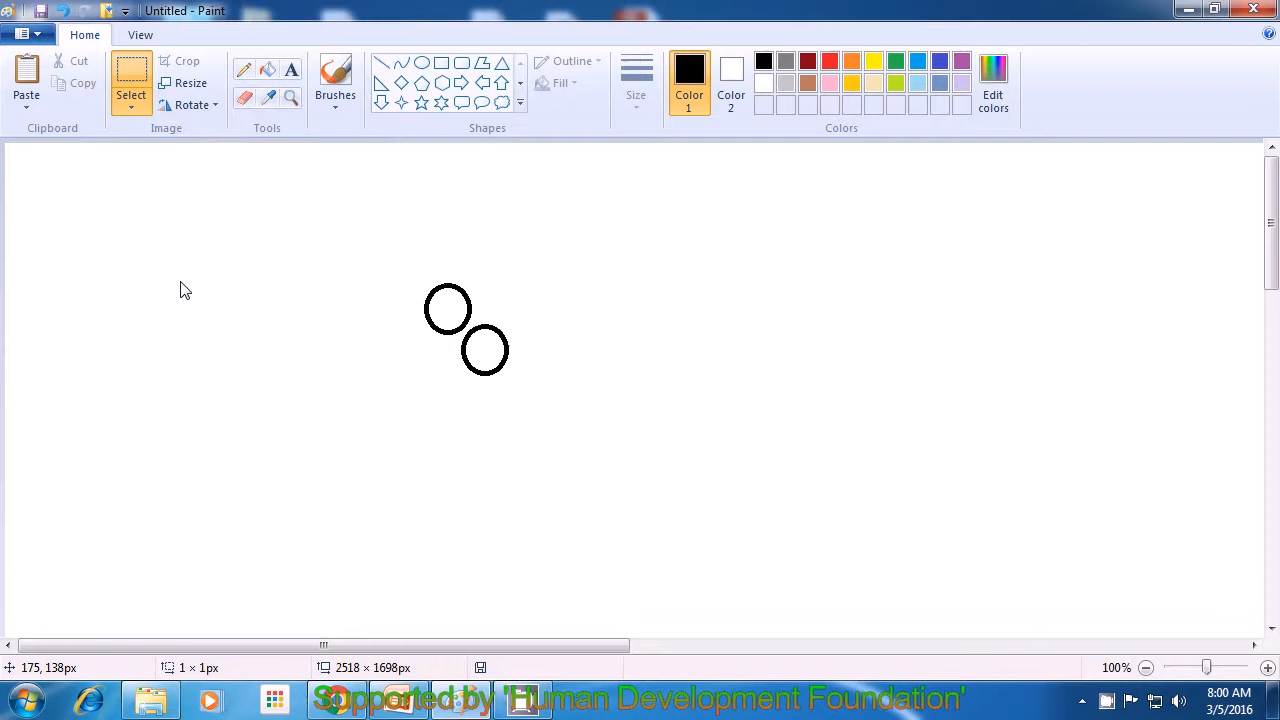 Untitled - Paint
Home View
Paste Cut Copy
Clipboard
Select Crop Resize Rotate
Image
A
Tools
Brushes
Shapes
Outline Fill
Size
Color 1
Color 2
Edit colors
Colors
175, 138px 1 × 1px 2518 × 1698px 100%
Supported by 'Human Development Foundation'
8:00 AM
3/5/2016